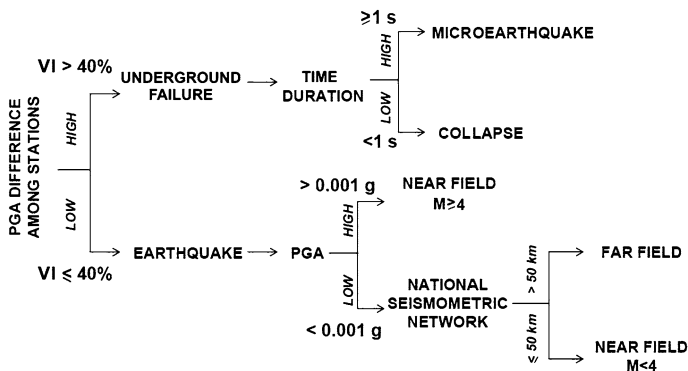 PGA DIFFERENCE
AMONG STATIONS
VI > 40%
HIGH
LOW
VI ⩽ 40%
UNDERGROUND
FAILURE
TIME
DURATION
≥1 s
HIGH
LOW
<1 s
MICROEARTHQUAKE
COLLAPSE
EARTHQUAKE
PGA
> 0.001 g
HIGH
LOW
< 0.001 g
NEAR FIELD
M≥4
NATIONAL
SEISMOMETRIC
NETWORK
> 50 km
⩽ 50 km
FAR FIELD
NEAR FIELD
M<4